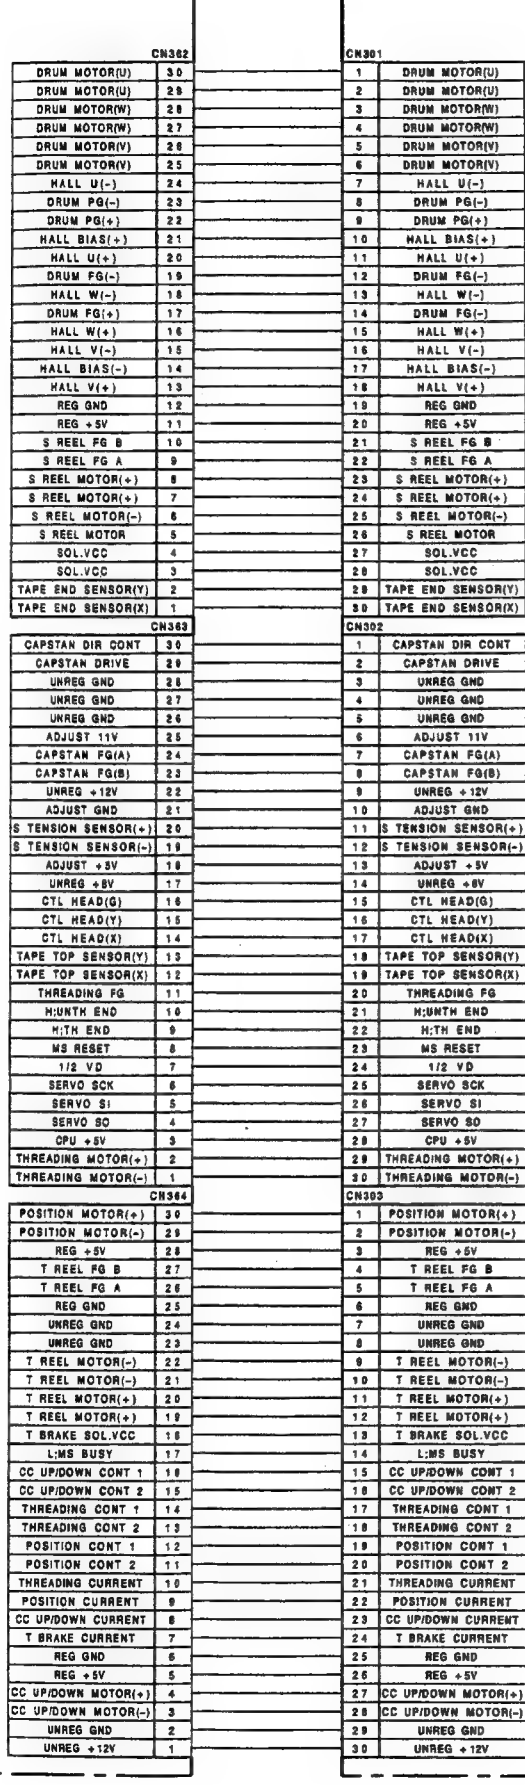 CN362 CN301
DRUM MOTOR(U) 30 1 DRUM MOTOR(U)
DRUM MOTOR(U) 29 2 DRUM MOTOR(U)
DRUM MOTOR(W) 28 3 DRUM MOTOR(W)
DRUM MOTOR(W) 27 4 DRUM MOTOR(W)
DRUM MOTOR(V) 26 5 DRUM MOTOR(V)
DRUM MOTOR(V) 25 6 DRUM MOTOR(V)
HALL U(-) 24 7 HALL U(-)
DRUM PG(-) 23 8 DRUM PG(-)
DRUM PG(+) 22 9 DRUM PG(+)
HALL BIAS(+) 21 10 HALL BIAS(+)
HALL U(+) 20 11 HALL U(+)
DRUM FG(-) 19 12 DRUM FG(-)
HALL W(-) 18 13 HALL W(-)
DRUM FG(+) 17 14 DRUM FG(-)
HALL W(+) 16 15 HALL W(+)
HALL V(-) 15 16 HALL V(-)
HALL BIAS(-) 14 17 HALL BIAS(-)
HALL V(+) 13 18 HALL V(+)
REG GND 12 19 REG GND
REG +5V 11 20 REG +5V
S REEL FG B 10 21 S REEL FG B
S REEL FG A 9 22 S REEL FG A
S REEL MOTOR(+) 8 23 S REEL MOTOR(+)
S REEL MOTOR(+) 7 24 S REEL MOTOR(+)
S REEL MOTOR(-) 6 25 S REEL MOTOR(-)
S REEL MOTOR 5 26 S REEL MOTOR
SOL.VCC 4 27 SOL.VCC
SOL.VCC 3 28 SOL.VCC
TAPE END SENSOR(Y) 2 29 TAPE END SENSOR(Y)
TAPE END SENSOR(X) 1 30 TAPE END SENSOR(X)
CN363 CN302
CAPSTAN DIR CONT 30 1 CAPSTAN DIR CONT
CAPSTAN DRIVE 29 2 CAPSTAN DRIVE
UNREG GND 28 3 UNREG GND
UNREG GND 27 4 UNREG GND
UNREG GND 26 5 UNREG GND
ADJUST 11V 25 6 ADJUST 11V
CAPSTAN FG(A) 24 7 CAPSTAN FG(A)
CAPSTAN FG(B) 23 8 CAPSTAN FG(B)
UNREG +12V 22 9 UNREG +12V
ADJUST GND 21 10 ADJUST GND
S TENSION SENSOR(+) 20 11 S TENSION SENSOR(+)
S TENSION SENSOR(-) 19 12 S TENSION SENSOR(-)
ADJUST 18 13 ADJUST +5V
UNREG 17 14 UNREG
CTL HEAD(G) 16 15 CTL HEAD(G)
CTL HEAD(Y) 15 16 CTL HEAD(Y)
CTL HEAD(X) 14 17 CTL HEAD(X)
TAPE TOP SENSOR(Y) 13 18 TAPE TOP SENSOR(Y)
TAPE TOP SENSOR(X) 12 19 TAPE TOP SENSOR(X)
THREADING FG 11 20 THREADING FG
H;UNTH END 10 21 H;UNTH END
H;TH END 9 22 H;TH END
MS RESET 8 23 MS RESET
1/2 VD 7 24 1/2 VD
SERVO SCK 6 25 SERVO SCK
SERVO SI 5 26 SERVO SI
SERVO SO 4 27 SERVO SO
CPU +5V 3 28 CPU +5V
THREADING MOTOR(+) 2 29 THREADING MOTOR(+)
THREADING MOTOR(-) 1 30 THREADING MOTOR(-)
CN364 CN303
POSITION MOTOR(+) 30 1 POSITION MOTOR(+)
POSITION MOTOR(-) 29 2 POSITION MOTOR(-)
REG +5V 28 3 REG +5V
T REEL FG B 27 4 T REEL FG B
T REEL FG A 26 5 T REEL FG A
REG GND 25 6 REG GND
UNREG GND 24 7 UNREG GND
UNREG GND 23 8 UNREG GND
T REEL MOTOR(-) 22 9 T REEL MOTOR(-)
T REEL MOTOR(-) 21 10 T REEL MOTOR(-)
T REEL MOTOR(+) 20 11 T REEL MOTOR(+)
T REEL MOTOR(+) 19 12 T REEL MOTOR(+)
T BRAKE SOL.VCC 18 13 T BRAKE SOL.VCC
L;MS BUSY 17 14 L;MS BUSY
CC UP/DOWN CONT 1 16 15 CC UP/DOWN CONT 1
CC UP/DOWN CONT 2 15 16 CC UP/DOWN CONT 2
THREADING CONT 1 14 17 THREADING CONT 1
THREADING CONT 2 13 18 THREADING CONT 2
POSITION CONT 1 12 19 POSITION CONT 1
POSITION CONT 2 11 20 POSITION CONT 2
THREADING CURRENT 10 21 THREADING CURRENT
POSITION CURRENT 9 22 POSITION CURRENT
CC UP/DOWN CURRENT 8 23 CC UP/DOWN CURRENT
T BRAKE CURRENT 7 24 T BRAKE CURRENT
REG GND 6 25 REG GND
REG +5V 5 26 REG +5V
CC UP/DOWN MOTOR(+) 4 27 CC UP/DOWN MOTOR(+)
CC UP/DOWN MOTOR(-) 3 28 CC UP/DOWN MOTOR(-)
UNREG GND 2 29 UNREG GND
UNREG +12V 1 30 UNREG +12V